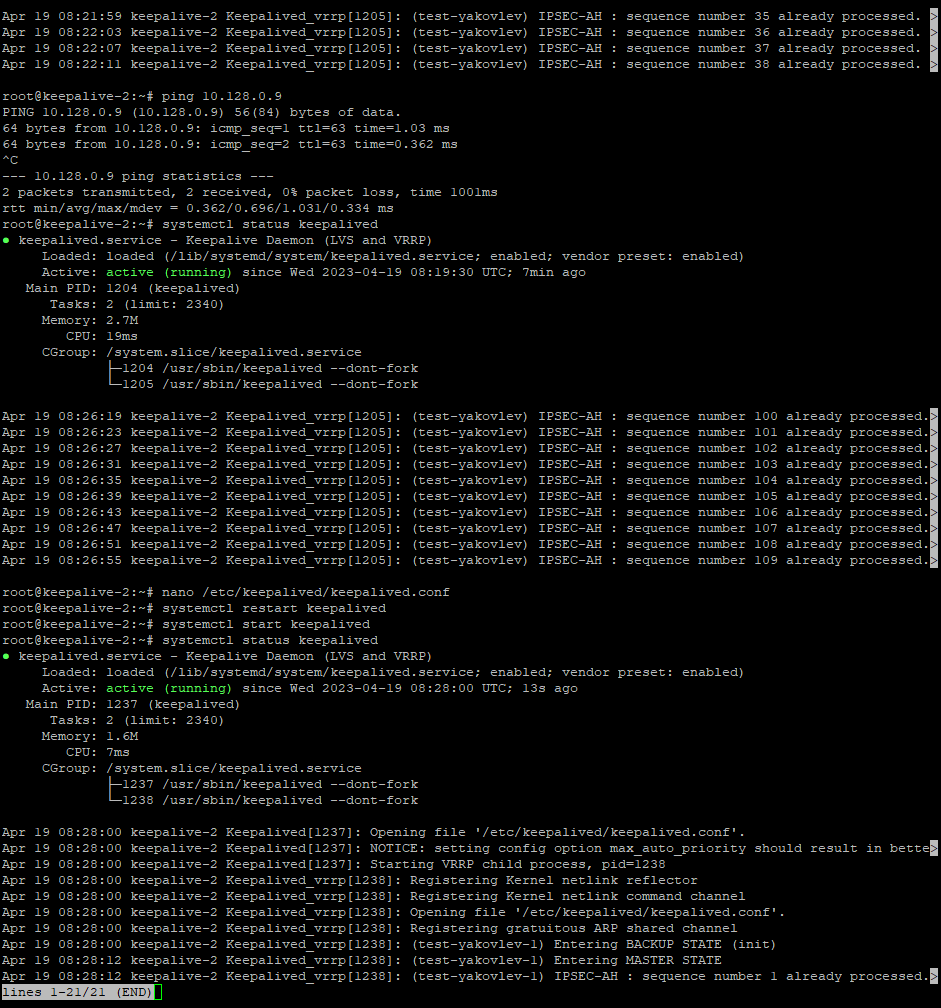 Apr 19 08:21:59 keepalive-2 Keepalived_vrrp[1205]: (test-yakovlev) IPSEC-AH : sequence number 35 already processed. >
Apr 19 08:22:03 keepalive-2 Keepalived_vrrp[1205]: (test-yakovlev) IPSEC-AH : sequence number 36 already processed. >
Apr 19 08:22:07 keepalive-2 Keepalived_vrrp[1205]: (test-yakovlev) IPSEC-AH : sequence number 37 already processed. >
Apr 19 08:22:11 keepalive-2 Keepalived_vrrp[1205]: (test-yakovlev) IPSEC-AH : sequence number 38 already processed. >
root@keepalive-2:~# ping 10.128.0.9
PING 10.128.0.9 (10.128.0.9) 56(84) bytes of data.
64 bytes from 10.128.0.9: icmp_seq=1 ttl=63 time=1.03 ms
64 bytes from 10.128.0.9: icmp_seq=2 ttl=63 time=0.362 ms
^C
--- 10.128.0.9 ping statistics ---
2 packets transmitted, 2 received, 0% packet loss, time 1001ms
rtt min/avg/max/mdev = 0.362/0.696/1.031/0.334 ms
root@keepalive-2:~# systemctl status keepalived
● keepalived.service - Keepalive Daemon (LVS and VRRP)
     Loaded: loaded (/lib/systemd/system/keepalived.service; enabled; vendor preset: enabled)
     Active: active (running) since Wed 2023-04-19 08:19:30 UTC; 7min ago
   Main PID: 1204 (keepalived)
      Tasks: 2 (limit: 2340)
     Memory: 2.7M
        CPU: 19ms
     CGroup: /system.slice/keepalived.service
             ├─1204 /usr/sbin/keepalived --dont-fork
             └─1205 /usr/sbin/keepalived --dont-fork
Apr 19 08:26:19 keepalive-2 Keepalived_vrrp[1205]: (test-yakovlev) IPSEC-AH : sequence number 100 already processed.>
Apr 19 08:26:23 keepalive-2 Keepalived_vrrp[1205]: (test-yakovlev) IPSEC-AH : sequence number 101 already processed.>
Apr 19 08:26:27 keepalive-2 Keepalived_vrrp[1205]: (test-yakovlev) IPSEC-AH : sequence number 102 already processed.>
Apr 19 08:26:31 keepalive-2 Keepalived_vrrp[1205]: (test-yakovlev) IPSEC-AH : sequence number 103 already processed.>
Apr 19 08:26:35 keepalive-2 Keepalived_vrrp[1205]: (test-yakovlev) IPSEC-AH : sequence number 104 already processed.>
Apr 19 08:26:39 keepalive-2 Keepalived_vrrp[1205]: (test-yakovlev) IPSEC-AH : sequence number 105 already processed.>
Apr 19 08:26:43 keepalive-2 Keepalived_vrrp[1205]: (test-yakovlev) IPSEC-AH : sequence number 106 already processed.>
Apr 19 08:26:47 keepalive-2 Keepalived_vrrp[1205]: (test-yakovlev) IPSEC-AH : sequence number 107 already processed.>
Apr 19 08:26:51 keepalive-2 Keepalived_vrrp[1205]: (test-yakovlev) IPSEC-AH : sequence number 108 already processed.>
Apr 19 08:26:55 keepalive-2 Keepalived_vrrp[1205]: (test-yakovlev) IPSEC-AH : sequence number 109 already processed.>
root@keepalive-2:~# nano /etc/keepalived/keepalived.conf
root@keepalive-2:~# systemctl restart keepalived
root@keepalive-2:~# systemctl start keepalived
root@keepalive-2:~# systemctl status keepalived
● keepalived.service - Keepalive Daemon (LVS and VRRP)
     Loaded: loaded (/lib/systemd/system/keepalived.service; enabled; vendor preset: enabled)
     Active: active (running) since Wed 2023-04-19 08:28:00 UTC; 13s ago
   Main PID: 1237 (keepalived)
      Tasks: 2 (limit: 2340)
     Memory: 1.6M
        CPU: 7ms
     CGroup: /system.slice/keepalived.service
             ├─1237 /usr/sbin/keepalived --dont-fork
             └─1238 /usr/sbin/keepalived --dont-fork
Apr 19 08:28:00 keepalive-2 Keepalived[1237]: Opening file '/etc/keepalived/keepalived.conf'.
Apr 19 08:28:00 keepalive-2 Keepalived[1237]: NOTICE: setting config option max_auto_priority should result in bette>
Apr 19 08:28:00 keepalive-2 Keepalived[1237]: Starting VRRP child process, pid=1238
Apr 19 08:28:00 keepalive-2 Keepalived_vrrp[1238]: Registering Kernel netlink reflector
Apr 19 08:28:00 keepalive-2 Keepalived_vrrp[1238]: Registering Kernel netlink command channel
Apr 19 08:28:00 keepalive-2 Keepalived_vrrp[1238]: Opening file '/etc/keepalived/keepalived.conf'.
Apr 19 08:28:00 keepalive-2 Keepalived_vrrp[1238]: Registering gratuitous ARP shared channel
Apr 19 08:28:00 keepalive-2 Keepalived_vrrp[1238]: (test-yakovlev-1) Entering BACKUP STATE (init)
Apr 19 08:28:12 keepalive-2 Keepalived_vrrp[1238]: (test-yakovlev-1) Entering MASTER STATE
Apr 19 08:28:12 keepalive-2 Keepalived_vrrp[1238]: (test-yakovlev-1) IPSEC-AH : sequence number 1 already processed.>
lines 1-21/21 (END)